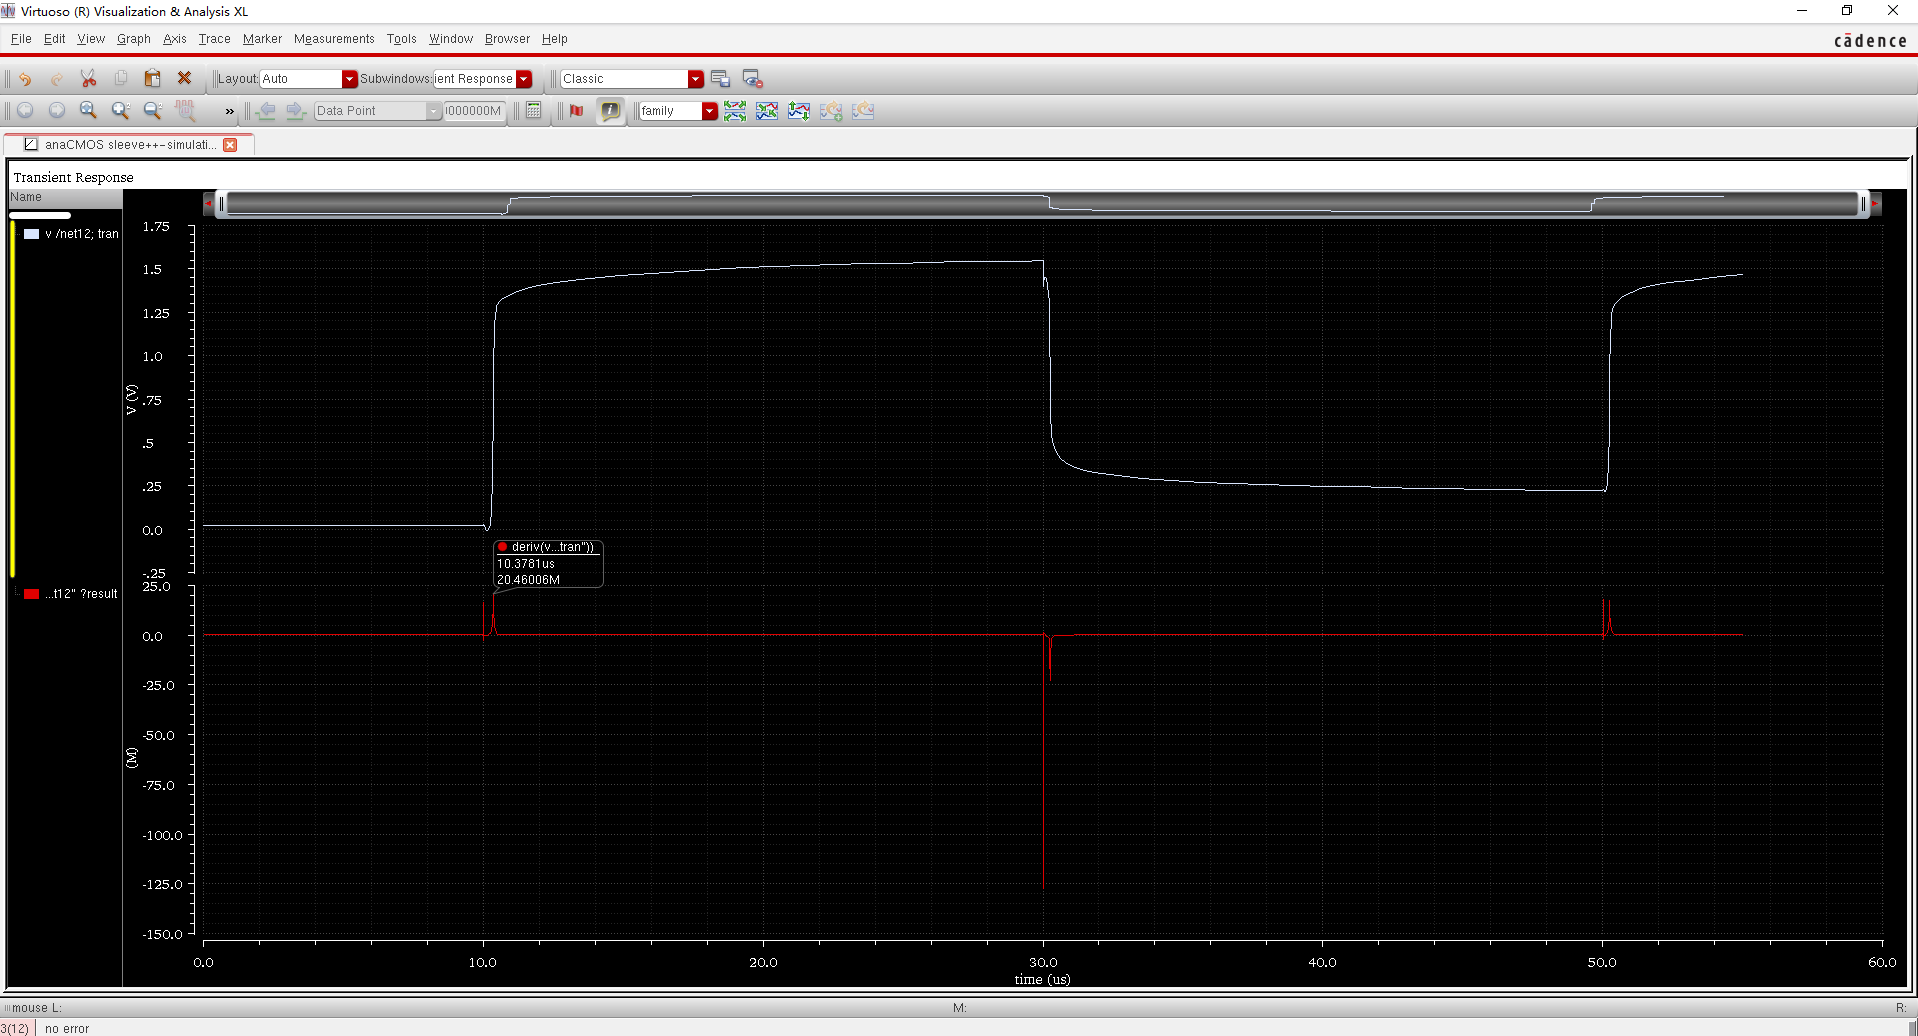 Virtuoso (R) Visualization & Analysis XL
File Edit View Graph Axis Trace Marker Measurements Tools Window Browser Help
cādence
Layout: Auto Subwindows: ient Response Classic
» Data Point 000000M family
anaCMOS sleeve++-simulati...
Transient Response
Name
v /net12; tran
...t12" ?result
1.75
1.5
1.25
1.0
.75
.5
.25
0.0
-.25
V (V)
deriv(v...tran"))
10.3781us
20.46006M
25.0
0.0
-25.0
-50.0
-75.0
-100.0
-125.0
-150.0
(M)
0.0 10.0 20.0 30.0 40.0 50.0 60.0
time (us)
mouse L: M: R:
3(12) no error